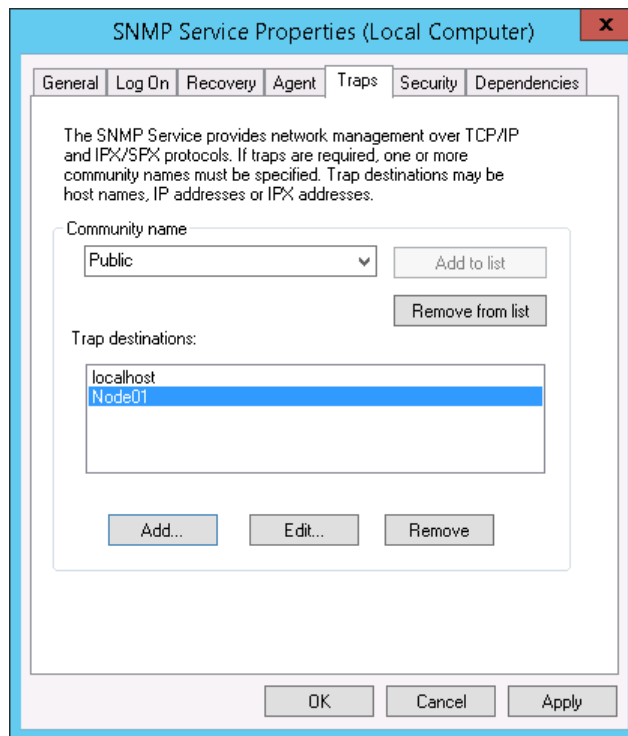 SNMP Service Properties (Local Computer)
x
General Log On Recovery Agent Traps Security Dependencies
The SNMP Service provides network management over TCP/IP
and IPX/SPX protocols. If traps are required, one or more
community names must be specified. Trap destinations may be
host names, IP addresses or IPX addresses.
Community name
Public
Add to list
Remove from list
Trap destinations:
localhost
Node01
Add... Edit... Remove
OK Cancel Apply